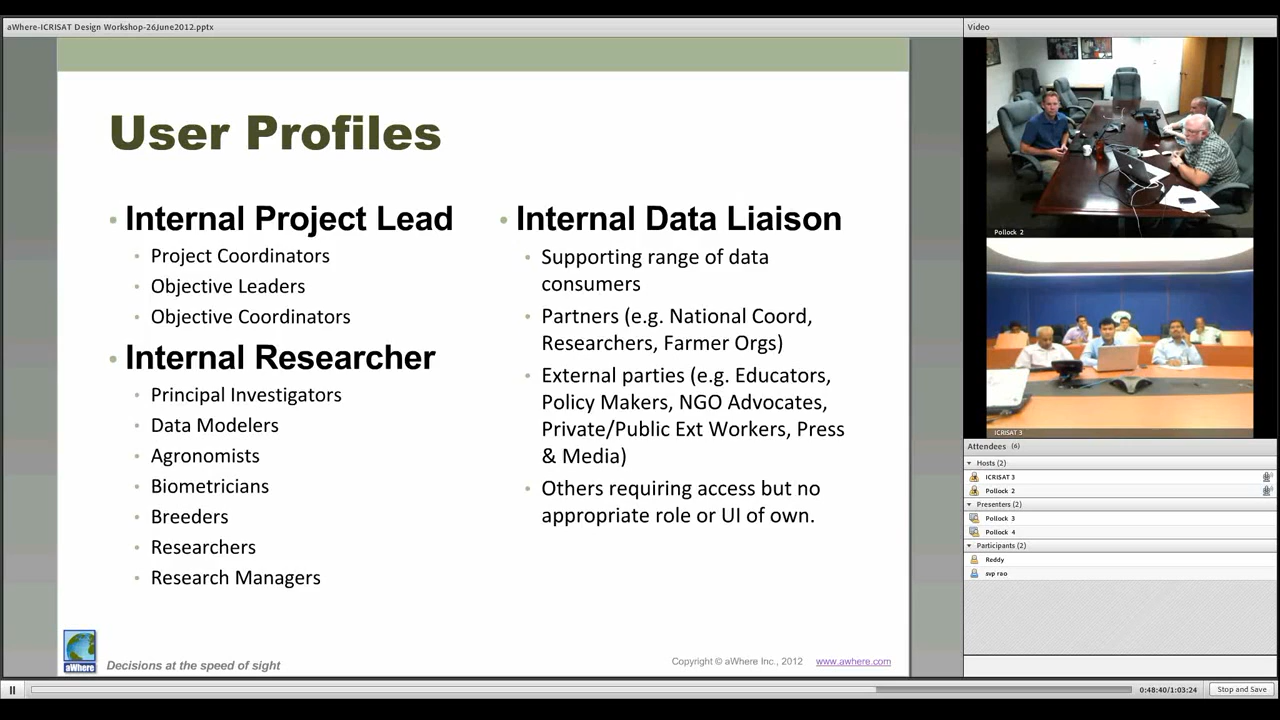 aWhere-ICRISAT Design Workshop-26June2012.pptx
User Profiles
Internal Project Lead
Project Coordinators
Objective Leaders
Objective Coordinators
Internal Researcher
Principal Investigators
Data Modelers
Agronomists
Biometricians
Breeders
Researchers
Research Managers
Internal Data Liaison
Supporting range of data
consumers
Partners (e.g. National Coord,
Researchers, Farmer Orgs)
External parties (e.g. Educators,
Policy Makers, NGO Advocates,
Private/Public Ext Workers, Press
& Media)
Others requiring access but no
appropriate role or UI of own.
aWhere
Decisions at the speed of sight
Copyright © aWhere Inc., 2012 www.awhere.com
Video
Pollock 2
ICRISAT 3
Attendees (6)
Hosts (2)
ICRISAT 3
Pollock 2
Presenters (2)
Pollock 3
Pollock 4
Participants (2)
Reddy
svp rao
0:48:40/1:03:24
Stop and Save